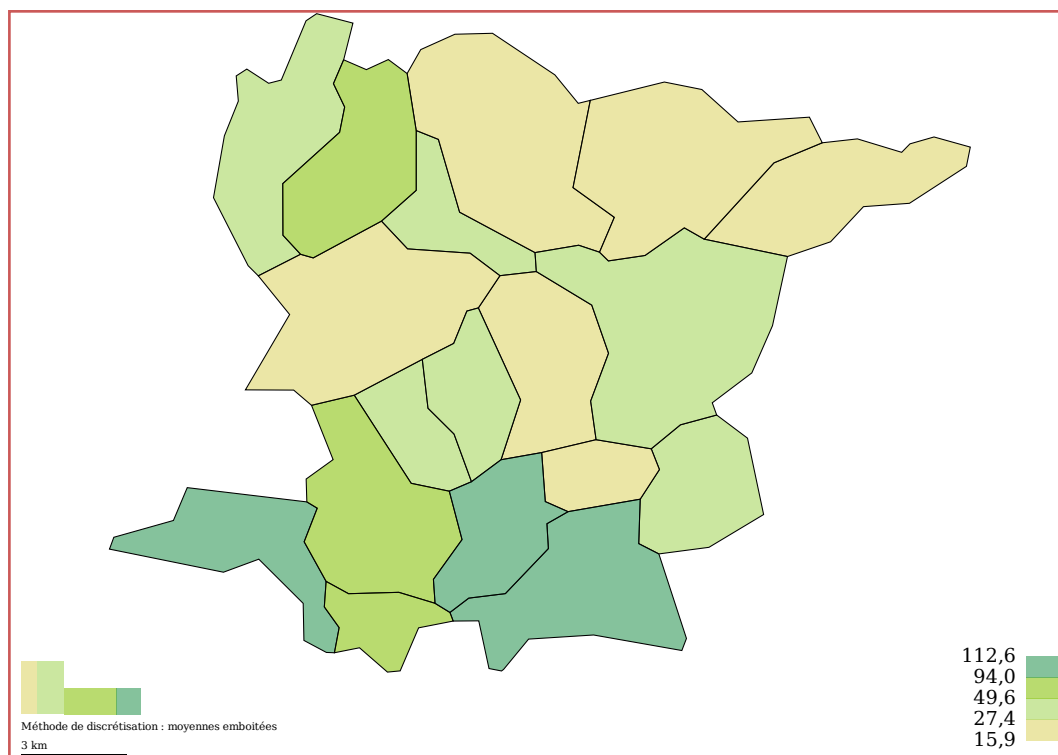 112,6
94,0
49,6
27,4
15,9
Méthode de discrétisation : moyennes emboitées
3 km